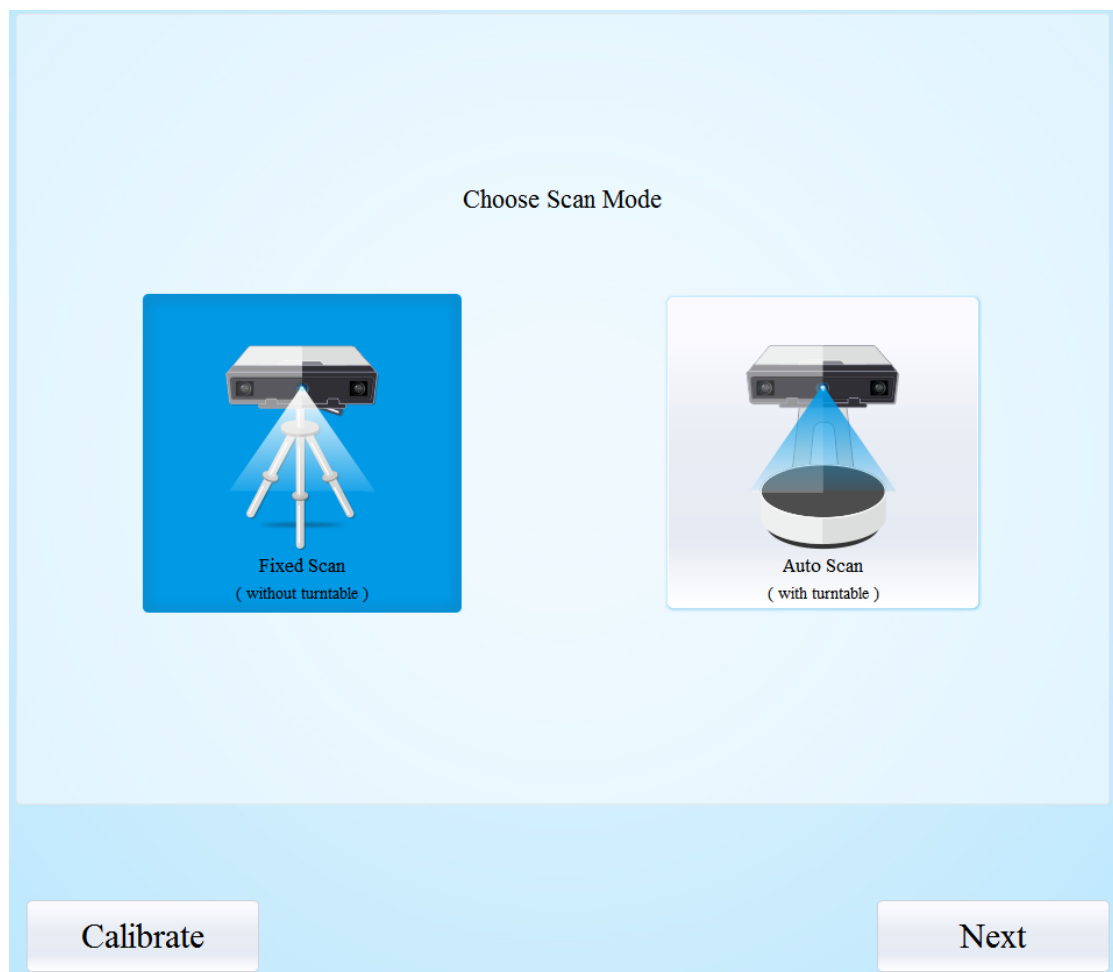 Choose Scan Mode
Fixed Scan
( without turntable )
Auto Scan
( with turntable )
Calibrate
Next